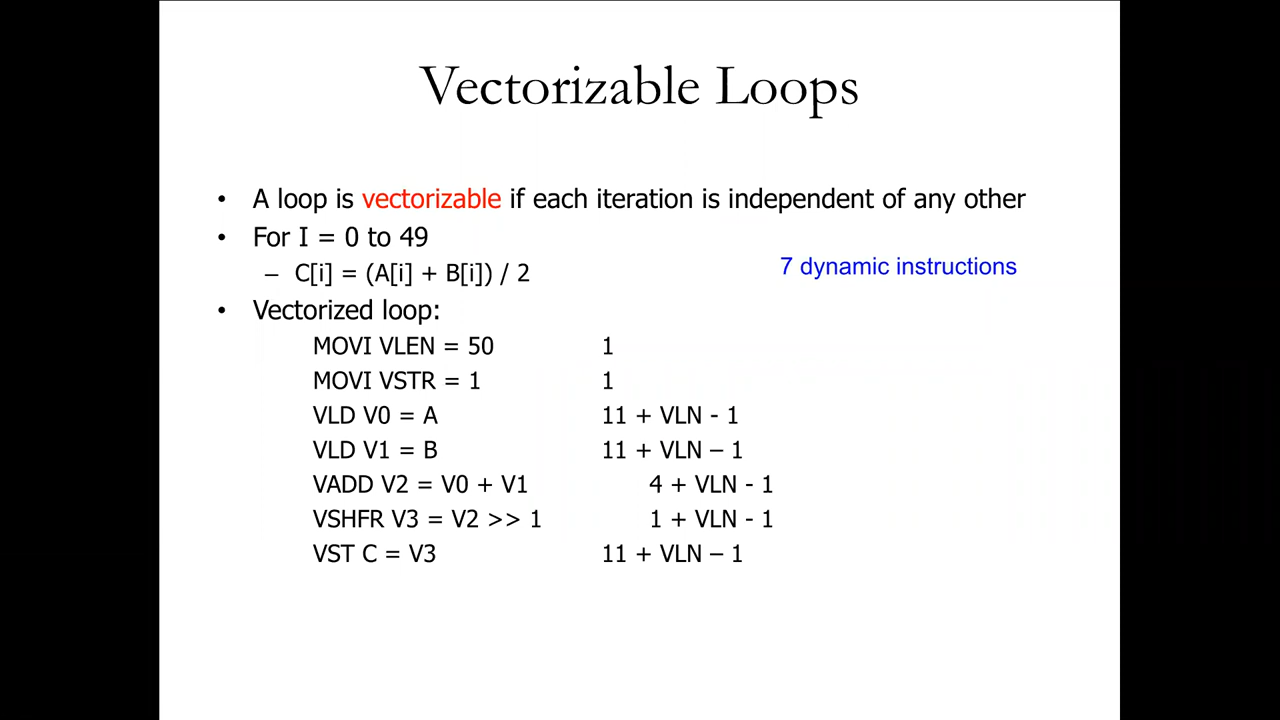 Vectorizable Loops
• A loop is vectorizable if each iteration is independent of any other
• For I = 0 to 49
– C[i] = (A[i] + B[i]) / 2
7 dynamic instructions
• Vectorized loop:
MOVI VLEN = 50 1
MOVI VSTR = 1 1
VLD V0 = A 11 + VLN - 1
VLD V1 = B 11 + VLN – 1
VADD V2 = V0 + V1 4 + VLN - 1
VSHFR V3 = V2 >> 1 1 + VLN - 1
VST C = V3 11 + VLN – 1